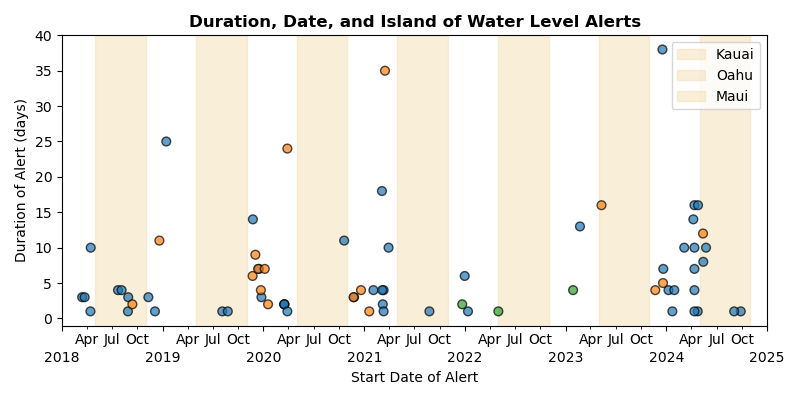 Duration, Date, and Island of Water Level Alerts
Duration of Alert (days)
40
35
30
25
20
15
10
5
0
Kauai
Oahu
Maui
Apr Jul Oct Apr Jul Oct Apr Jul Oct Apr Jul Oct Apr Jul Oct Apr Jul Oct Apr Jul Oct
2018 2019 2020 2021 2022 2023 2024 2025
Start Date of Alert